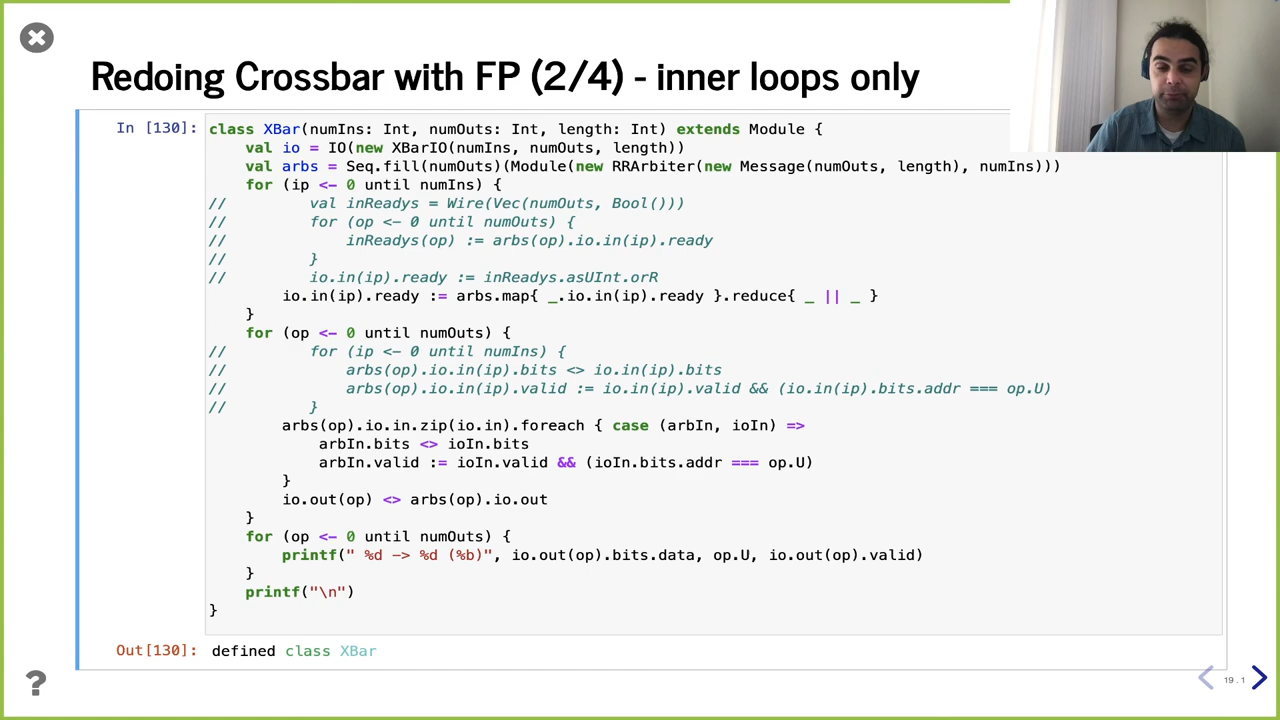 Redoing Crossbar with FP (2/4) - inner loops only
In [130]:
class XBar(numIns: Int, numOuts: Int, length: Int) extends Module {
    val io = IO(new XBarIO(numIns, numOuts, length))
    val arbs = Seq.fill(numOuts)(Module(new RRArbiter(new Message(numOuts, length), numIns)))
    for (ip <- 0 until numIns) {
//         val inReadys = Wire(Vec(numOuts, Bool()))
//         for (op <- 0 until numOuts) {
//             inReadys(op) := arbs(op).io.in(ip).ready
//         }
//         io.in(ip).ready := inReadys.asUInt.orR
        io.in(ip).ready := arbs.map{ _.io.in(ip).ready }.reduce{ _ || _ }
    }
    for (op <- 0 until numOuts) {
//         for (ip <- 0 until numIns) {
//             arbs(op).io.in(ip).bits <> io.in(ip).bits
//             arbs(op).io.in(ip).valid := io.in(ip).valid && (io.in(ip).bits.addr === op.U)
//         }
        arbs(op).io.in.zip(io.in).foreach { case (arbIn, ioIn) =>
            arbIn.bits <> ioIn.bits
            arbIn.valid := ioIn.valid && (ioIn.bits.addr === op.U)
        }
        io.out(op) <> arbs(op).io.out
    }
    for (op <- 0 until numOuts) {
        printf(" %d -> %d (%b)", io.out(op).bits.data, op.U, io.out(op).valid)
    }
    printf("\n")
}
Out[130]: defined class XBar
?
19 . 1